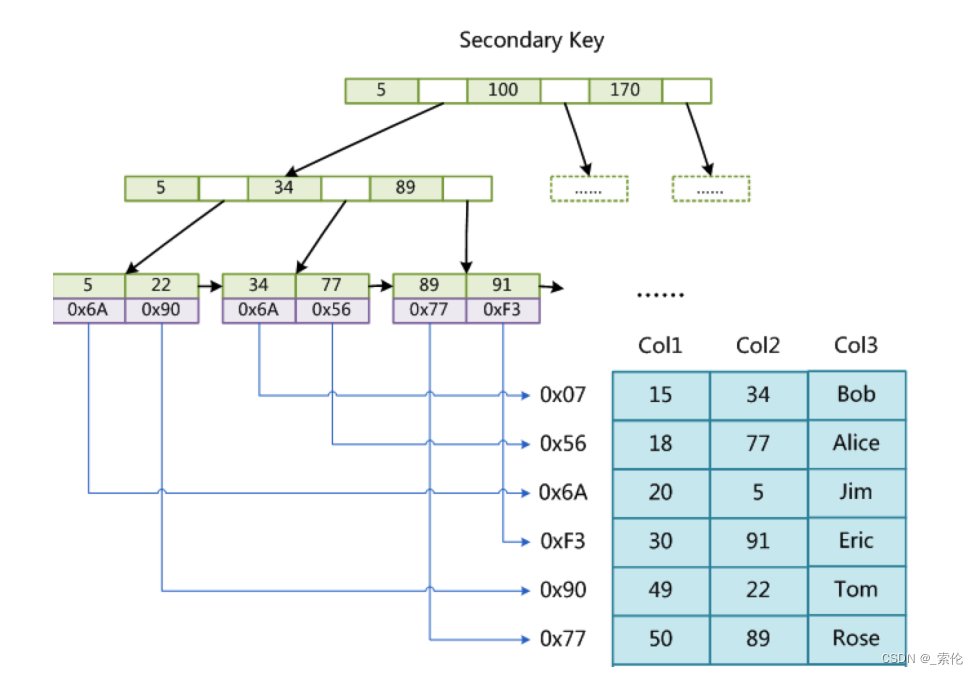 Secondary Key
5 100 170
5 34 89 ...... ......
5 22 34 77 89 91
0x6A 0x90 0x6A 0x56 0x77 0xF3
......
Col1 Col2 Col3
0x07 15 34 Bob
0x56 18 77 Alice
0x6A 20 5 Jim
0xF3 30 91 Eric
0x90 49 22 Tom
0x77 50 89 Rose
CSDN @_索伦